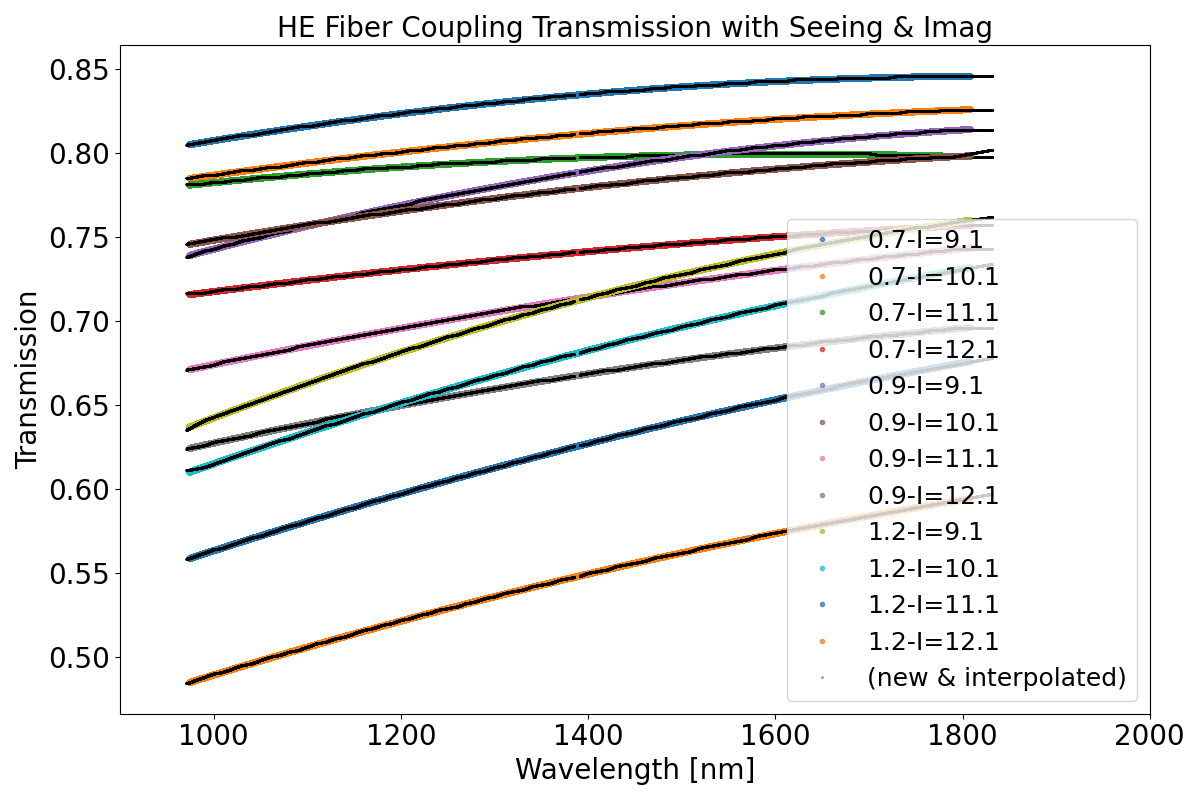 HE Fiber Coupling Transmission with Seeing & Imag
0.85
0.80
0.75
0.70
0.65
0.60
0.55
0.50
Transmission
0.7-I=9.1
0.7-I=10.1
0.7-I=11.1
0.7-I=12.1
0.9-I=9.1
0.9-I=10.1
0.9-I=11.1
0.9-I=12.1
1.2-I=9.1
1.2-I=10.1
1.2-I=11.1
1.2-I=12.1
(new & interpolated)
1000 1200 1400 1600 1800 2000
Wavelength [nm]